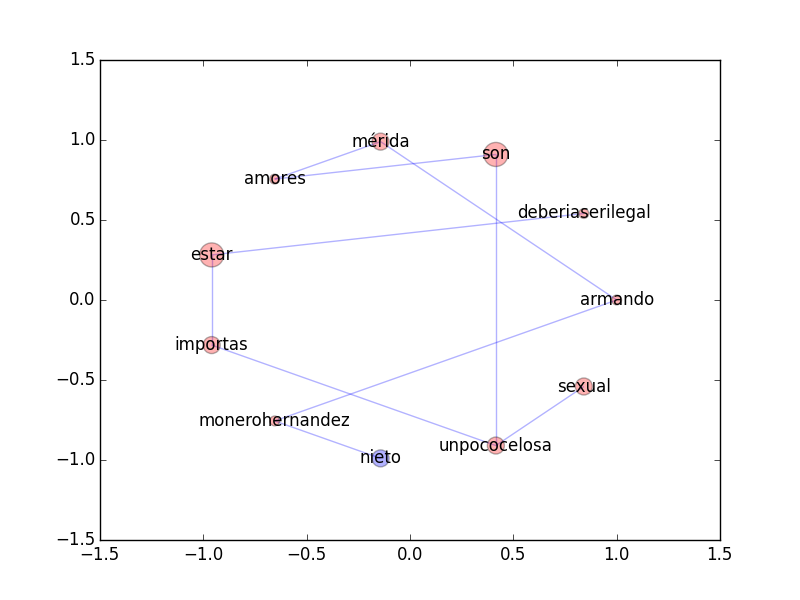 1.5
1.0
0.5
0.0
−0.5
−1.0
−1.5
mérida
son
amores
deberiaserilegal
estar
armando
importas
sexual
monerohernandez
unpococelosa
nieto
−1.5
−1.0
−0.5
0.0
0.5
1.0
1.5